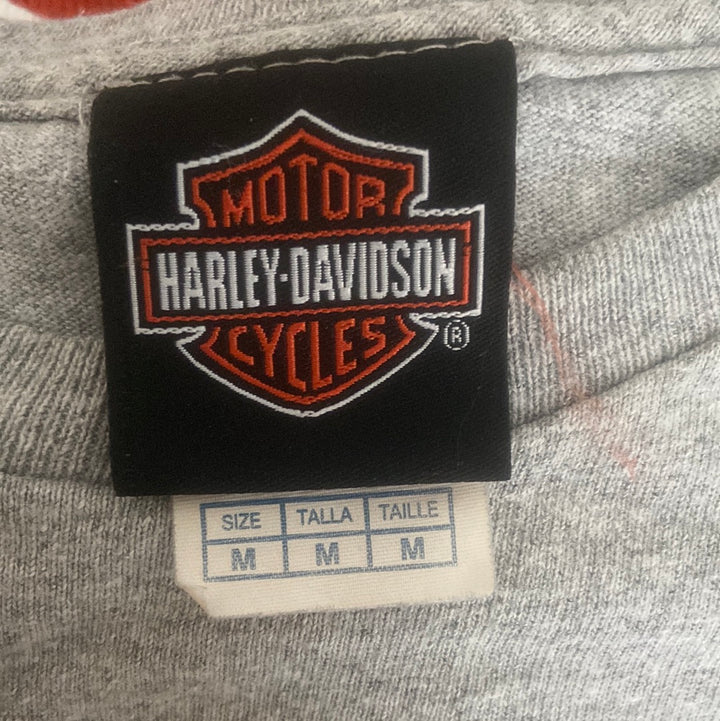 MOTOR
HARLEY-DAVIDSON
CYCLES
®
SIZE TALLA TAILLE
M M M